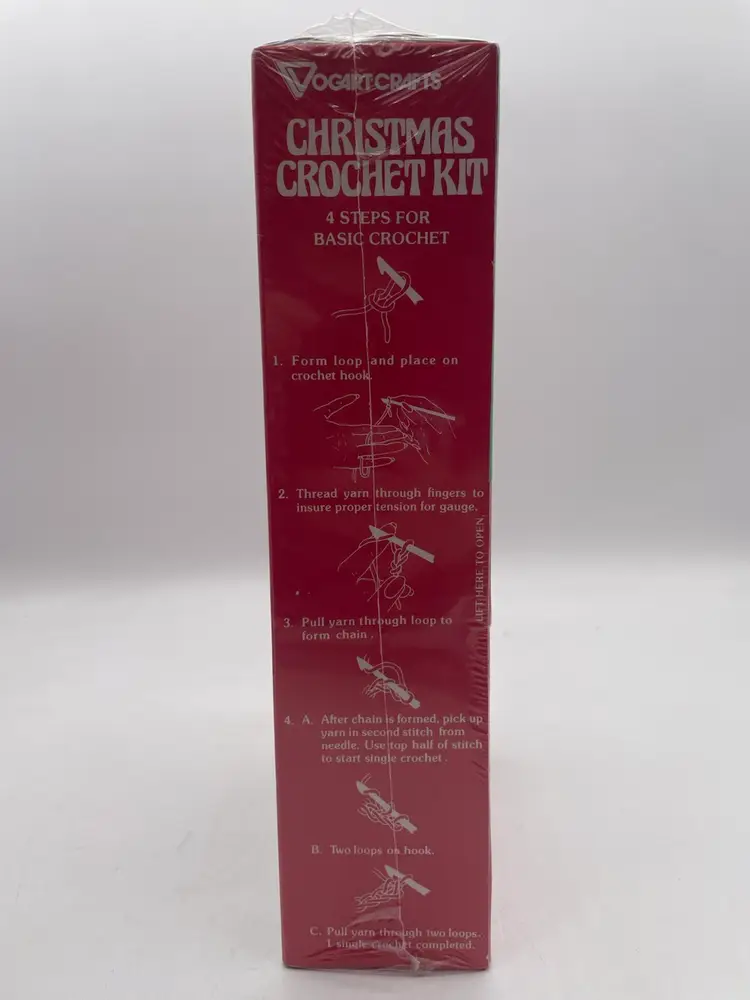 VOGART CRAFTS
CHRISTMAS
CROCHET KIT
4 STEPS FOR
BASIC CROCHET
1. Form loop and place on
crochet hook.
2. Thread yarn through fingers to
insure proper tension for gauge.
LIFT HERE TO OPEN
3. Pull yarn through loop to
form chain.
4. A. After chain is formed, pick up
yarn in second stitch from
needle. Use top half of stitch
to start single crochet.
B. Two loops on hook.
C. Pull yarn through two loops.
1 single crochet completed.